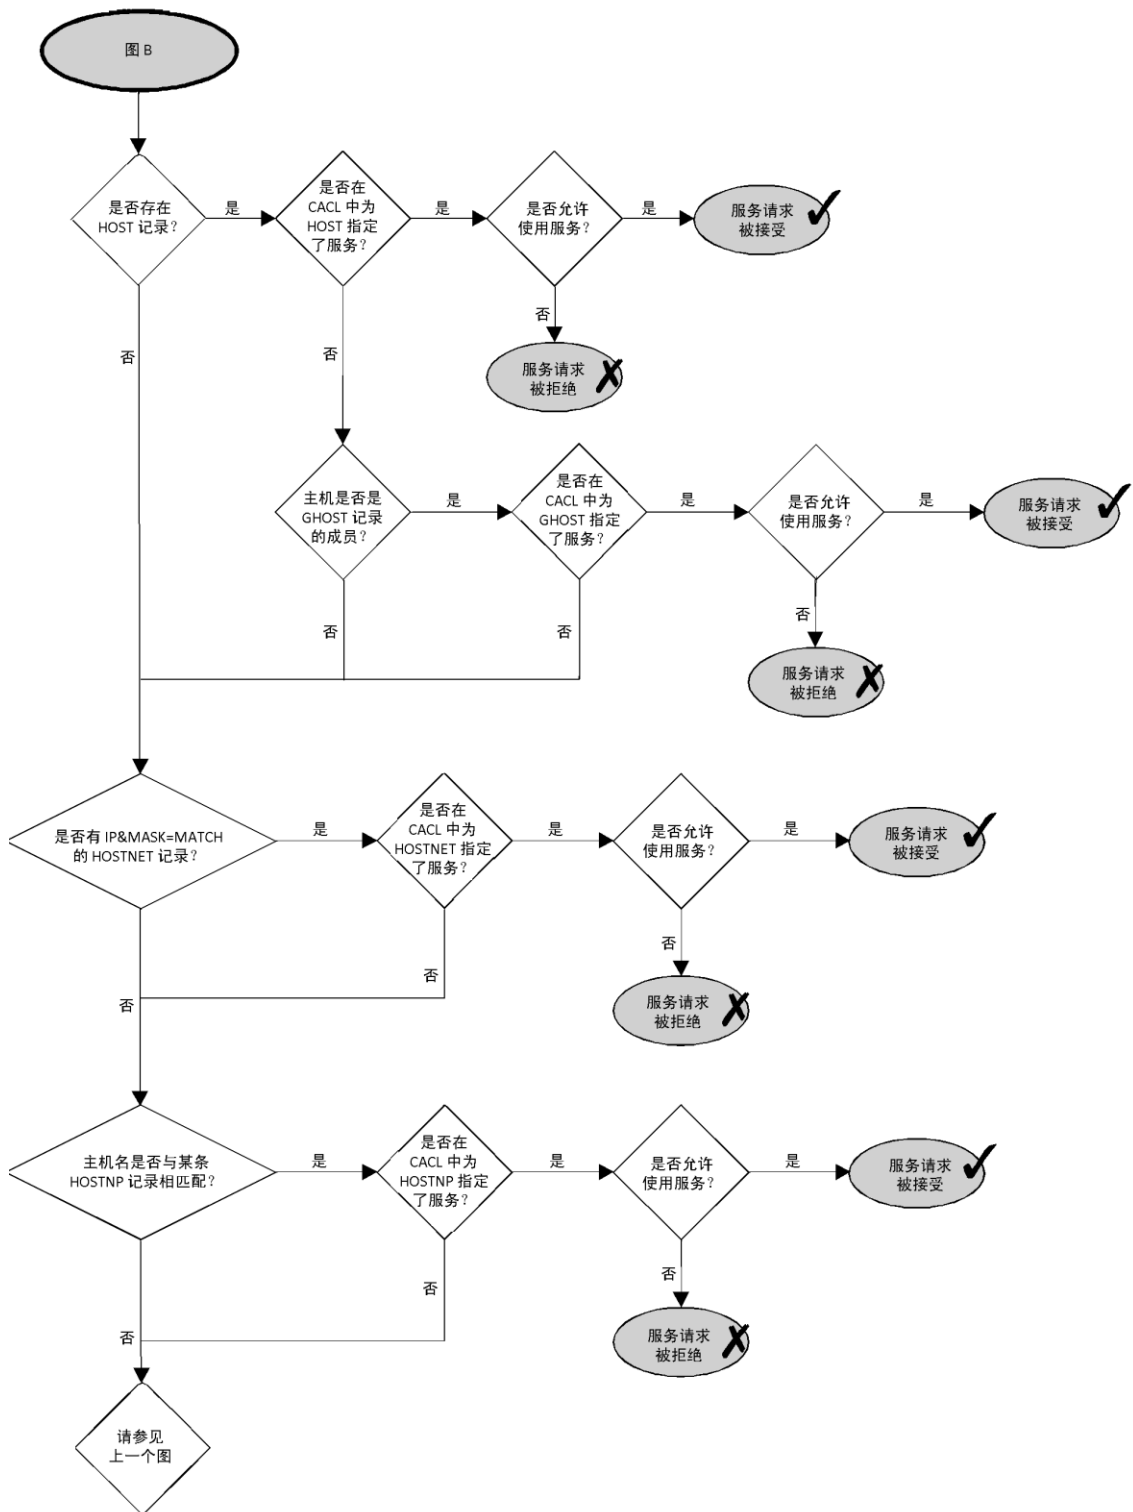 图 B
是否存在
HOST 记录？
是
是否在
CACL 中为
HOST 指定
了服务？
是
是否允许
使用服务？
是
服务请求
被接受
否
否
否
服务请求
被拒绝
主机是否是
GHOST 记录
的成员？
是
是否在
CACL 中为
GHOST 指定
了服务？
是
是否允许
使用服务？
是
服务请求
被接受
否
否
否
服务请求
被拒绝
是否有 IP&MASK=MATCH
的 HOSTNET 记录？
是
是否在
CACL 中为
HOSTNET 指定
了服务？
是
是否允许
使用服务？
是
服务请求
被接受
否
否
否
服务请求
被拒绝
主机名是否与某条
HOSTNP 记录相匹配？
是
是否在
CACL 中为
HOSTNP 指定
了服务？
是
是否允许
使用服务？
是
服务请求
被接受
否
否
否
服务请求
被拒绝
请参见
上一个图